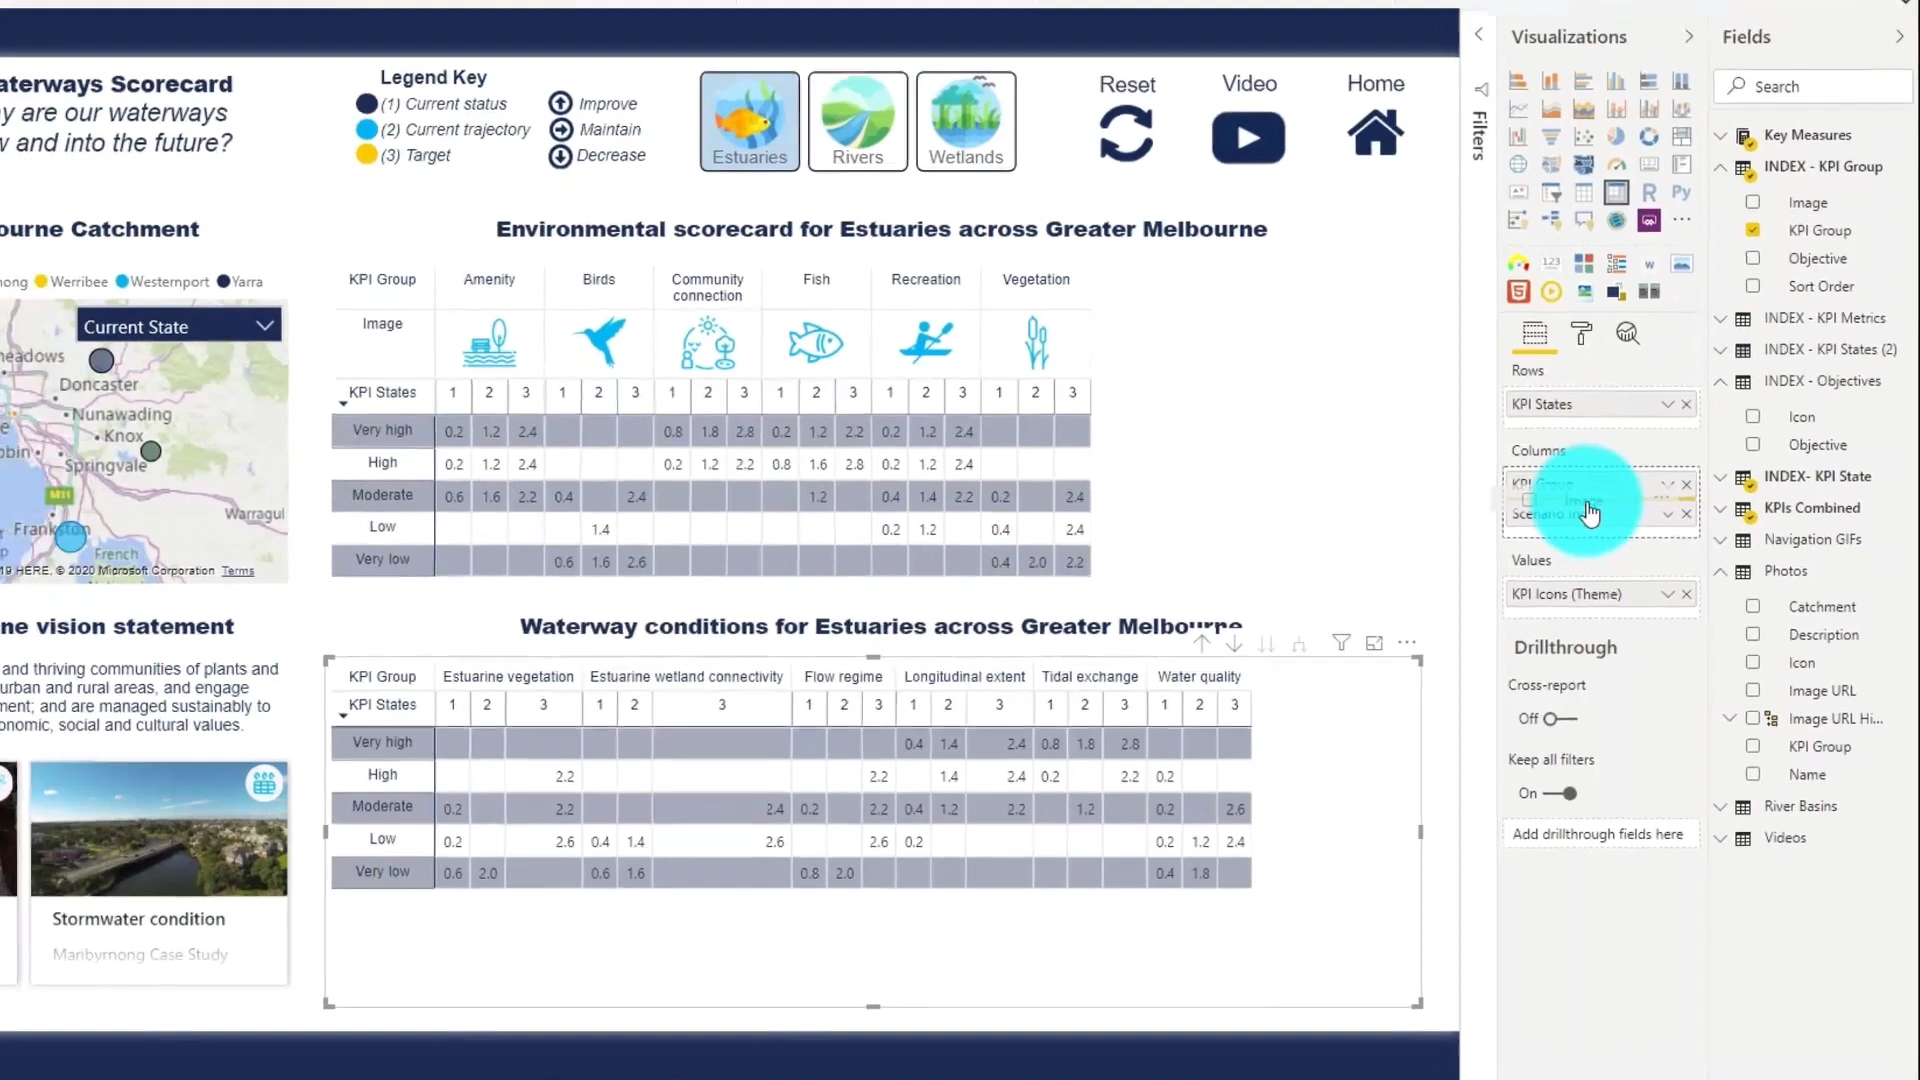 aterways Scorecard
y are our waterways
w and into the future?
Legend Key
(1) Current status
(2) Current trajectory
(3) Target
Improve
Maintain
Decrease
Estuaries
Rivers
Wetlands
Reset
Video
Home
ourne Catchment
ong Werribee Westernport Yarra
Current State
eadows
Doncaster
Nunawading
Knox
Springvale
M11
Frankston
Warragul
French
19 HERE, © 2020 Microsoft Corporation Terms
Environmental scorecard for Estuaries across Greater Melbourne
KPI Group Amenity Birds Community connection Fish Recreation Vegetation
Image
KPI States 1 2 3 1 2 3 1 2 3 1 2 3 1 2 3 1 2 3
Very high 0.2 1.2 2.4 0.8 1.8 2.8 0.2 1.2 2.2 0.2 1.2 2.4
High 0.2 1.2 2.4 0.2 1.2 2.2 0.8 1.6 2.8 0.2 1.2 2.4
Moderate 0.6 1.6 2.2 0.4 2.4 1.2 0.4 1.4 2.2 0.2 2.4
Low 1.4 0.2 1.2 0.4 2.4
Very low 0.6 1.6 2.6 0.4 2.0 2.2
ne vision statement
and thriving communities of plants and
urban and rural areas, and engage
ment; and are managed sustainably to
onomic, social and cultural values.
Stormwater condition
Maribyrnong Case Study
Waterway conditions for Estuaries across Greater Melbourne
KPI Group Estuarine vegetation Estuarine wetland connectivity Flow regime Longitudinal extent Tidal exchange Water quality
KPI States 1 2 3 1 2 3 1 2 3 1 2 3 1 2 3 1 2 3
Very high 0.4 1.4 2.4 0.8 1.8 2.8
High 2.2 2.2 1.4 2.4 0.2 2.2 0.2
Moderate 0.2 2.2 2.4 0.2 2.2 0.4 1.2 2.2 1.2 0.2 2.6
Low 0.2 2.6 0.4 1.4 2.6 2.6 0.2 0.2 1.2 2.4
Very low 0.6 2.0 0.6 1.6 0.8 2.0 0.4 1.8
Filters
Visualizations
R Py
123
W
5
Rows
KPI States
Columns
KPI Group
Image
Values
KPI Icons (Theme)
Drillthrough
Cross-report
Off
Keep all filters
On
Add drillthrough fields here
Fields
Search
Key Measures
INDEX - KPI Group
Image
KPI Group
Objective
Sort Order
INDEX - KPI Metrics
INDEX - KPI States (2)
INDEX - Objectives
Icon
Objective
INDEX- KPI State
KPIs Combined
Navigation GIFs
Photos
Catchment
Description
Icon
Image URL
Image URL Hi...
KPI Group
Name
River Basins
Videos